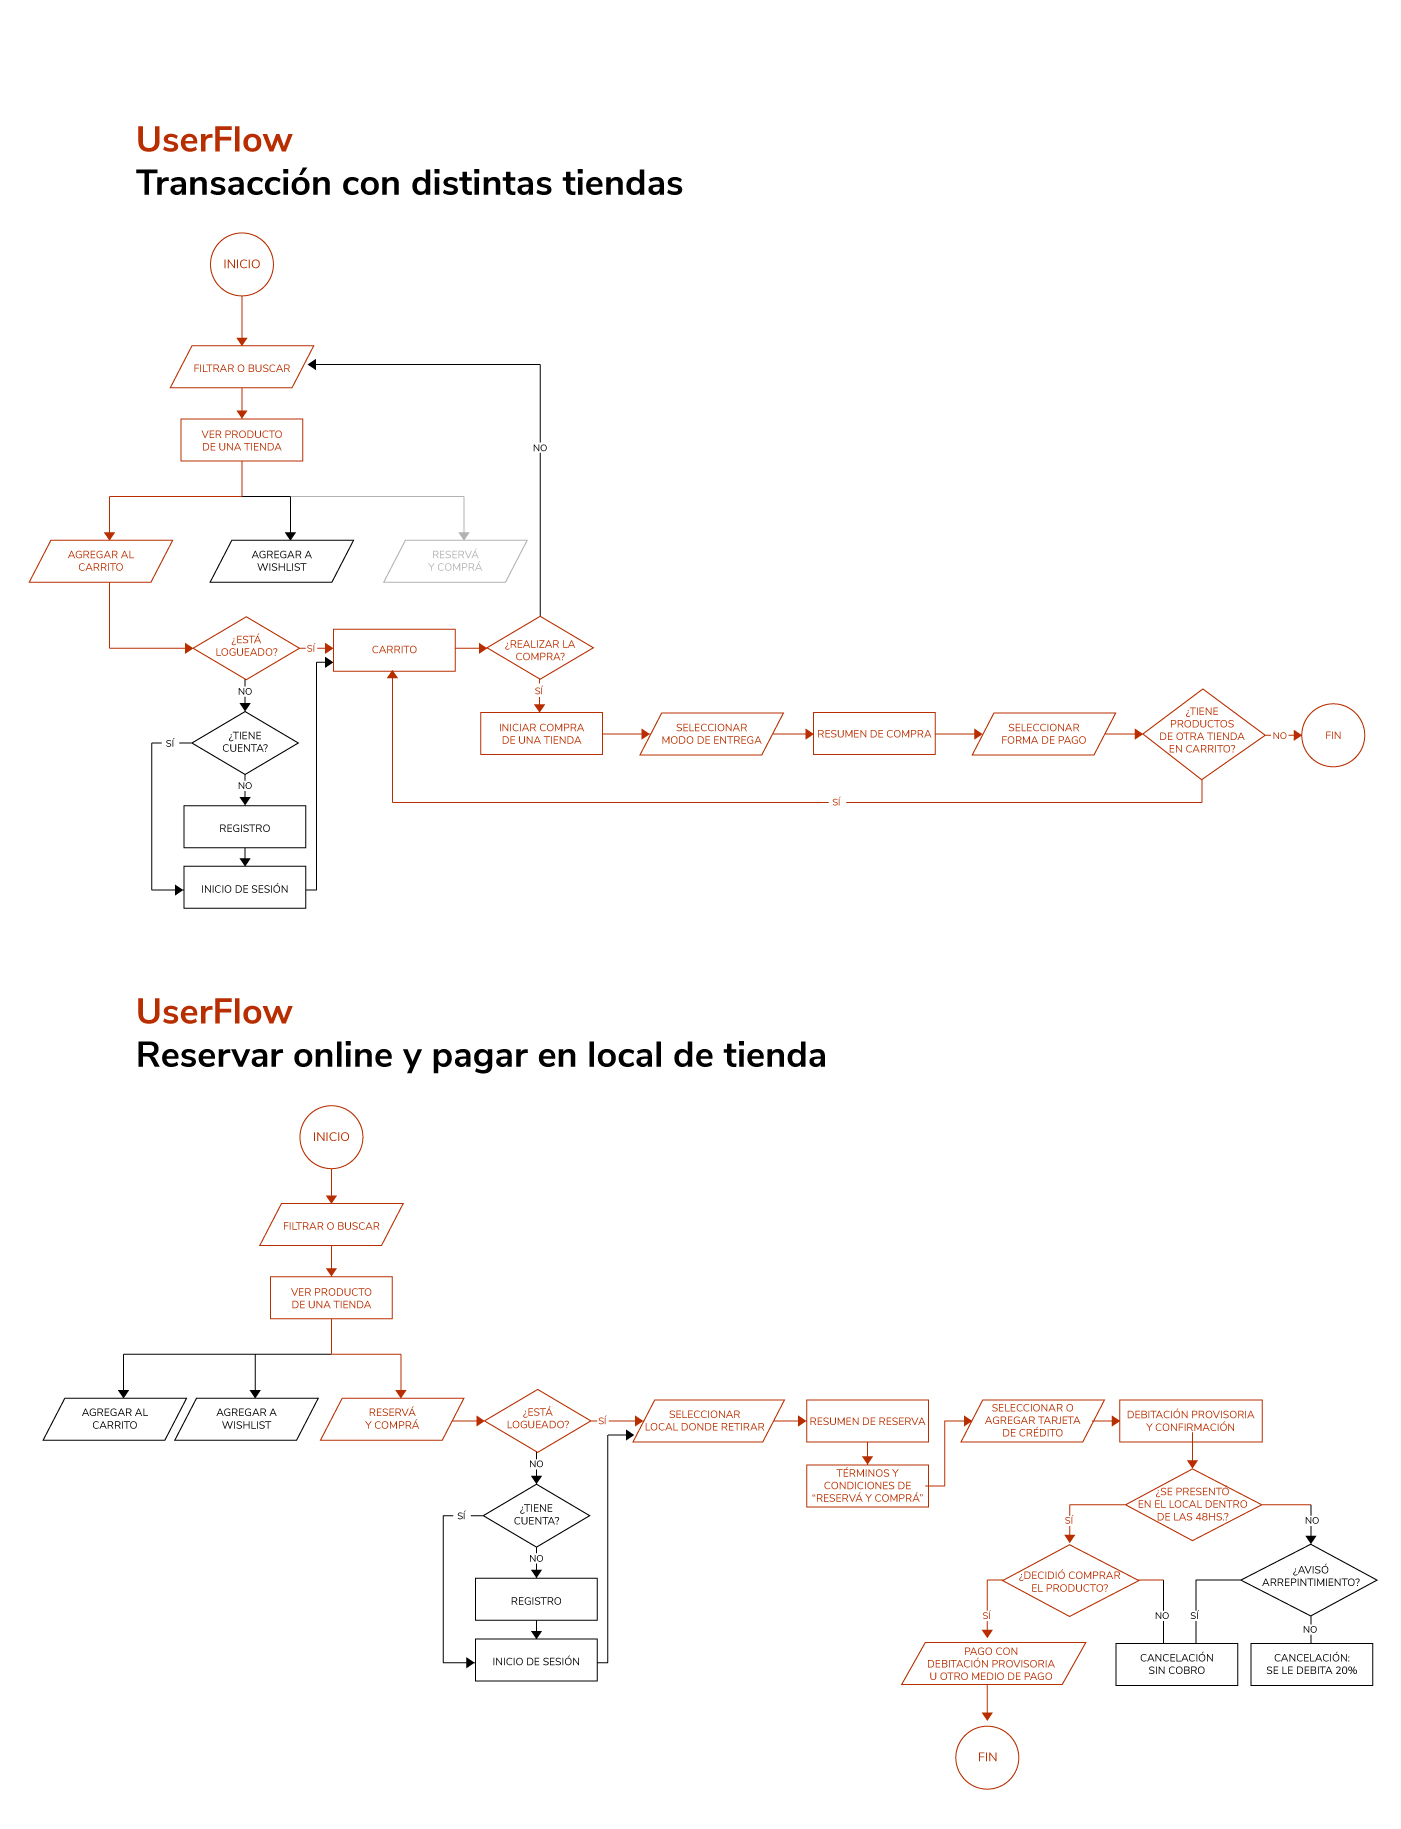 UserFlow
Transacción con distintas tiendas
INICIO
FILTRAR O BUSCAR
VER PRODUCTO
DE UNA TIENDA
NO
AGREGAR AL
CARRITO
AGREGAR A
WISHLIST
RESERVÁ
Y COMPRÁ
¿ESTÁ
LOGUEADO?
SÍ
CARRITO
¿REALIZAR LA
COMPRA?
NO
SÍ
¿TIENE
CUENTA?
SÍ
NO
REGISTRO
INICIO DE SESIÓN
INICIAR COMPRA
DE UNA TIENDA
SELECCIONAR
MODO DE ENTREGA
RESUMEN DE COMPRA
SELECCIONAR
FORMA DE PAGO
¿TIENE
PRODUCTOS
DE OTRA TIENDA
EN CARRITO?
NO
FIN
SÍ
UserFlow
Reservar online y pagar en local de tienda
INICIO
FILTRAR O BUSCAR
VER PRODUCTO
DE UNA TIENDA
AGREGAR AL
CARRITO
AGREGAR A
WISHLIST
RESERVÁ
Y COMPRÁ
¿ESTÁ
LOGUEADO?
SÍ
NO
¿TIENE
CUENTA?
SÍ
NO
REGISTRO
INICIO DE SESIÓN
SELECCIONAR
LOCAL DONDE RETIRAR
RESUMEN DE RESERVA
TÉRMINOS Y
CONDICIONES DE
"RESERVÁ Y COMPRÁ"
SELECCIONAR O
AGREGAR TARJETA
DE CRÉDITO
DEBITACIÓN PROVISORIA
Y CONFIRMACIÓN
¿SE PRESENTÓ
EN EL LOCAL DENTRO
DE LAS 48HS.?
SÍ
NO
¿DECIDIÓ COMPRAR
EL PRODUCTO?
¿AVISÓ
ARREPINTIMIENTO?
SÍ
NO
SÍ
NO
PAGO CON
DEBITACIÓN PROVISORIA
U OTRO MEDIO DE PAGO
CANCELACIÓN
SIN COBRO
CANCELACIÓN:
SE LE DEBITA 20%
FIN